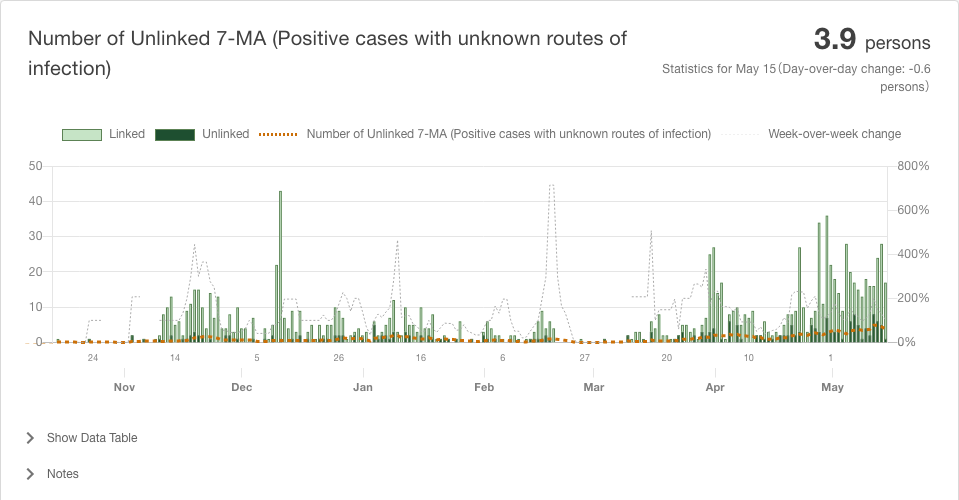 Number of Unlinked 7-MA (Positive cases with unknown routes of
infection)
3.9 persons
Statistics for May 15 (Day-over-day change: -0.6
persons)
Linked Unlinked Number of Unlinked 7-MA (Positive cases with unknown routes of infection) Week-over-week change
50 800%
40
600%
30
400%
20
200%
10
0 0%
24 14 5 26 16 6 27 20 10 1
Nov Dec Jan Feb Mar Apr May
Show Data Table
Notes